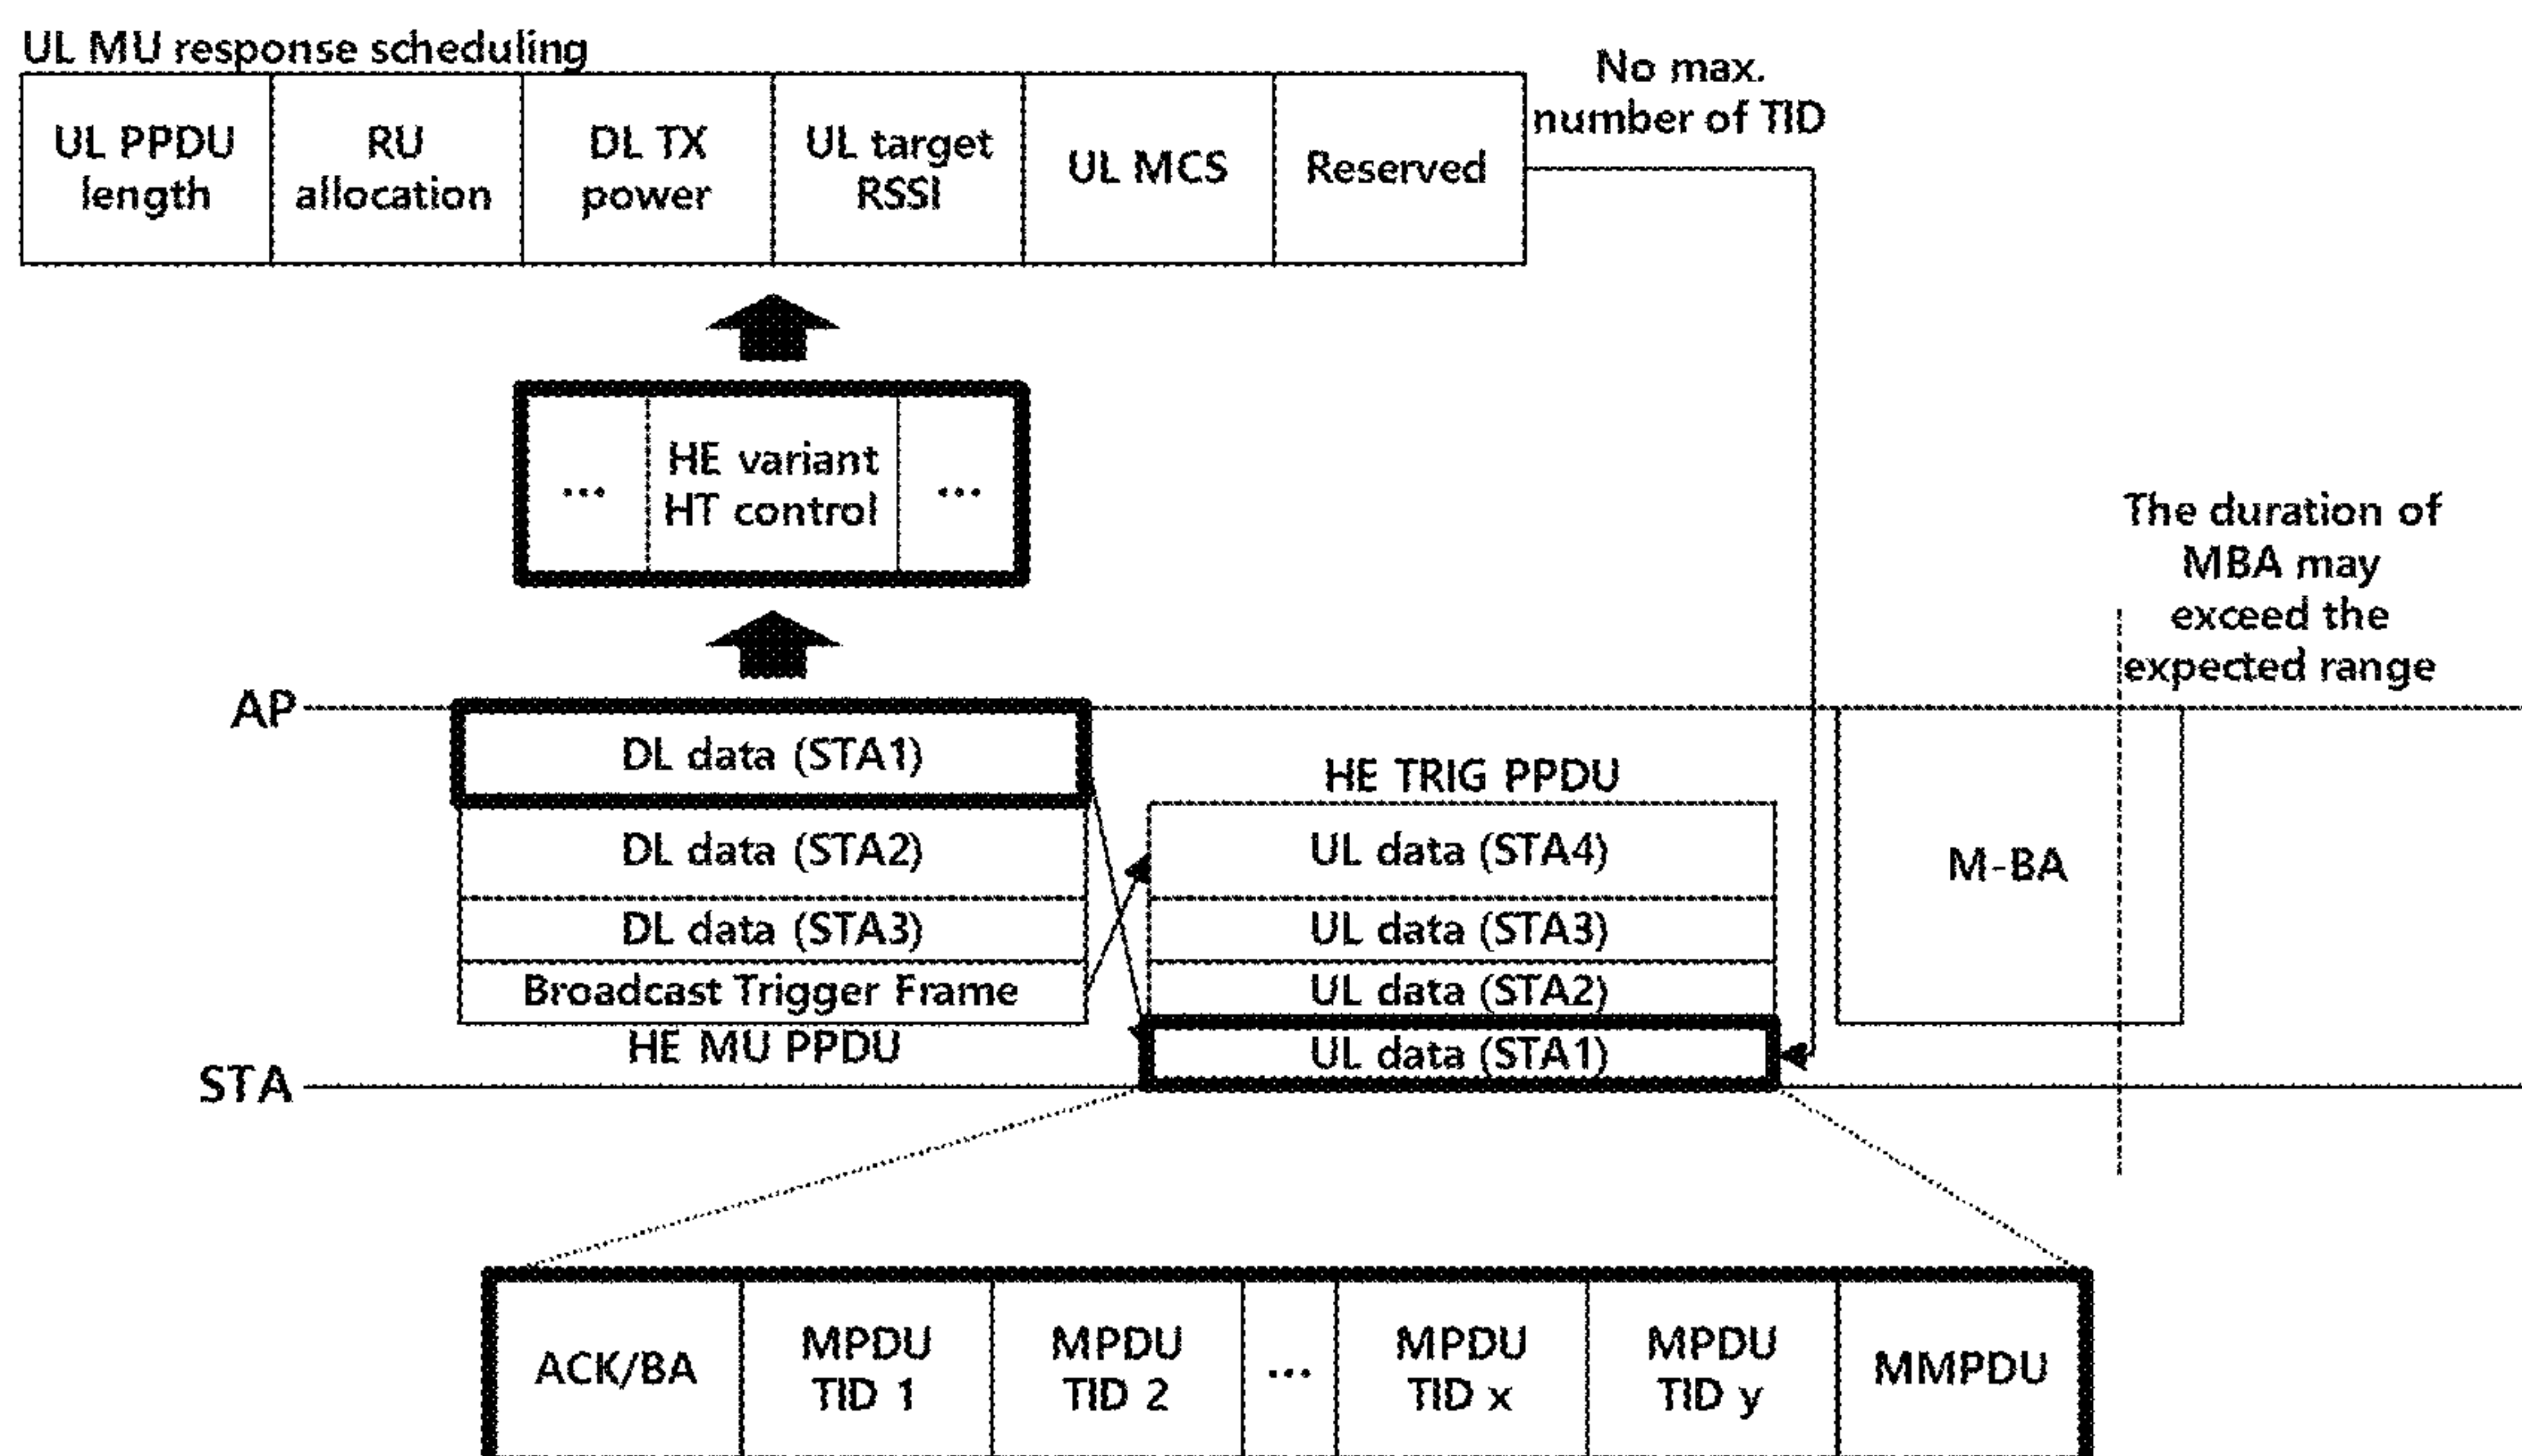 UL MU response scheduling
No max.
number of TID
UL PPDU
length
RU
allocation
DL TX
power
UL target
RSSI
UL MCS
Reserved
...
HE variant
HT control
...
The duration of
MBA may
exceed the
expected range
AP
DL data (STA1)
DL data (STA2)
DL data (STA3)
Broadcast Trigger Frame
HE MU PPDU
HE TRIG PPDU
UL data (STA4)
UL data (STA3)
UL data (STA2)
UL data (STA1)
M-BA
STA
ACK/BA
MPDU
TID 1
MPDU
TID 2
...
MPDU
TID x
MPDU
TID y
MMPDU